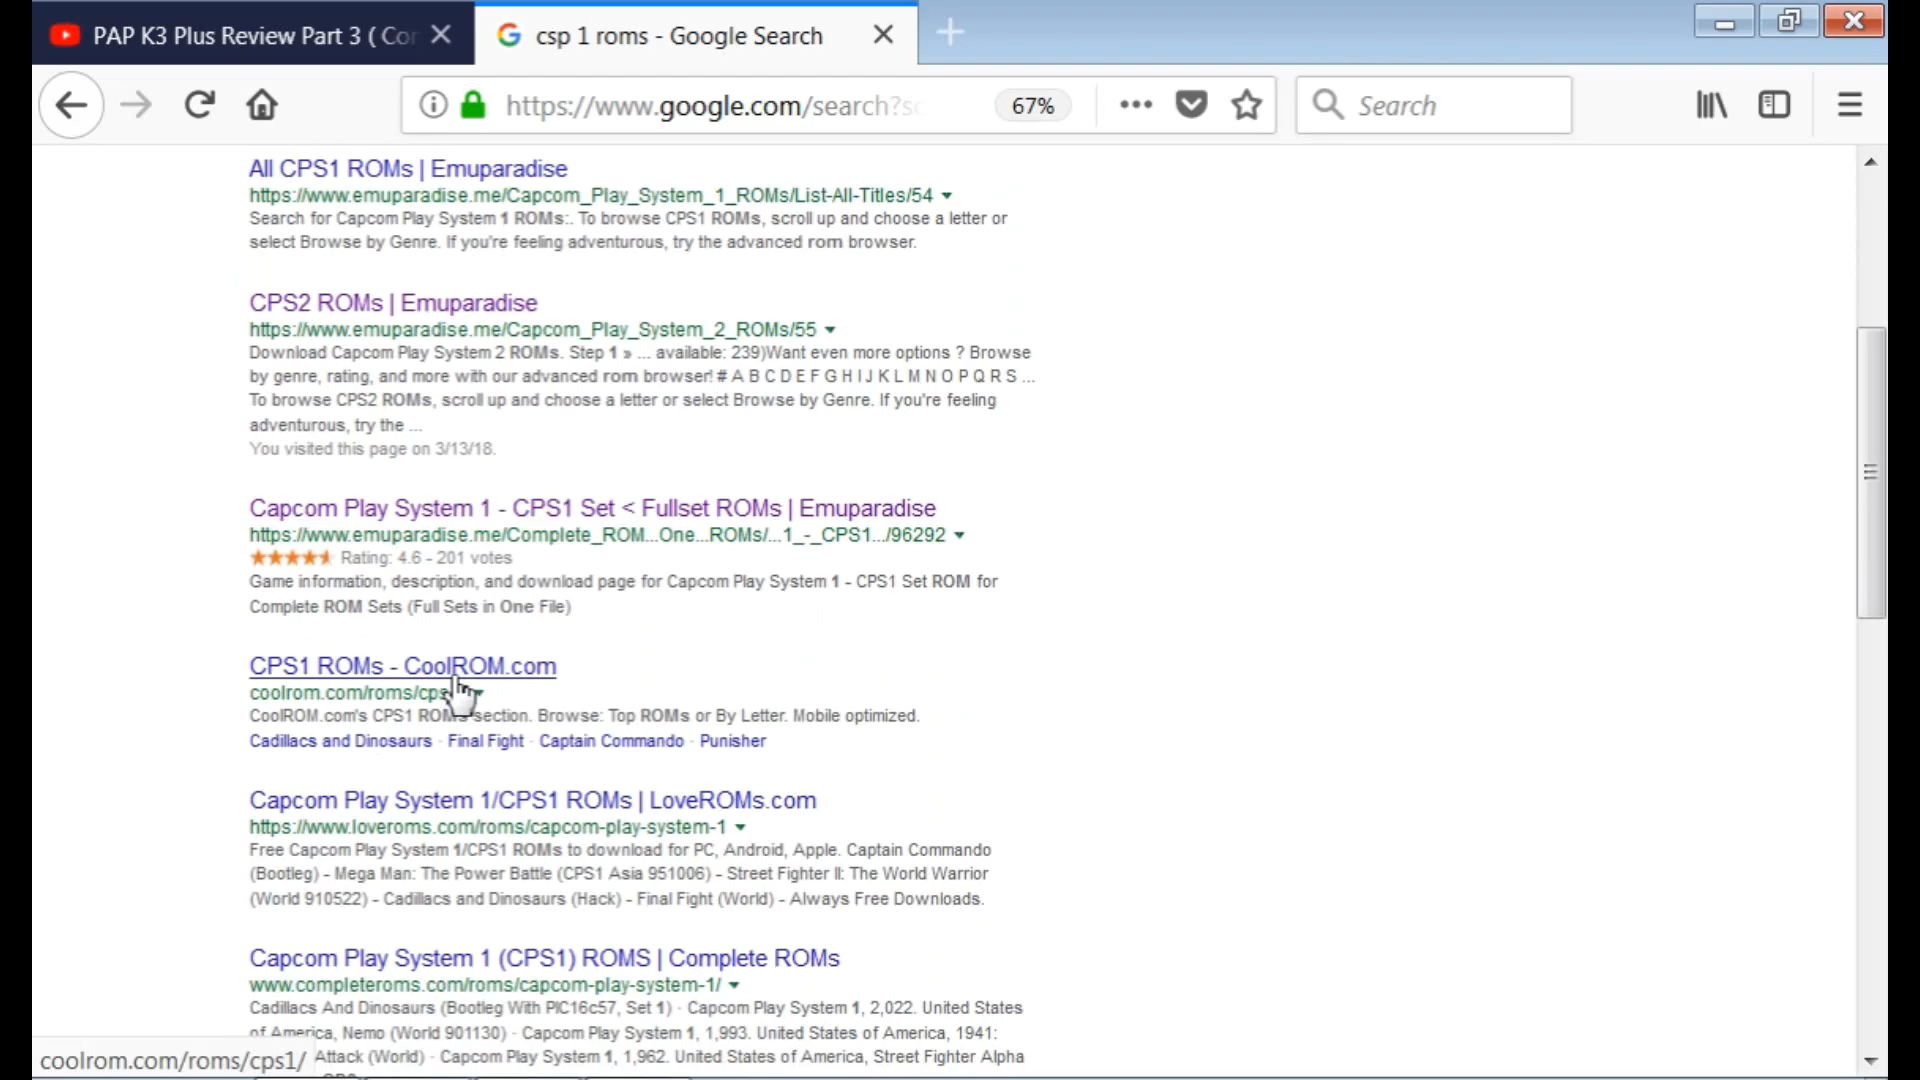 PAP K3 Plus Review Part 3 ( Cor
csp 1 roms - Google Search
https://www.google.com/search?s
67%
Search
All CPS1 ROMs | Emuparadise
https://www.emuparadise.me/Capcom_Play_System_1_ROMs/List-All-Titles/54
Search for Capcom Play System 1 ROMs:. To browse CPS1 ROMs, scroll up and choose a letter or
select Browse by Genre. If you're feeling adventurous, try the advanced rom browser.
CPS2 ROMs | Emuparadise
https://www.emuparadise.me/Capcom_Play_System_2_ROMs/55
Download Capcom Play System 2 ROMs. Step 1 » ... available: 239)Want even more options ? Browse
by genre, rating, and more with our advanced rom browser! # A B C D E F G H I J K L M N O P Q R S ...
To browse CPS2 ROMs, scroll up and choose a letter or select Browse by Genre. If you're feeling
adventurous, try the ...
You visited this page on 3/13/18.
Capcom Play System 1 - CPS1 Set < Fullset ROMs | Emuparadise
https://www.emuparadise.me/Complete_ROM...One...ROMs/...1_-_CPS1.../96292
Rating: 4.6 - 201 votes
Game information, description, and download page for Capcom Play System 1 - CPS1 Set ROM for
Complete ROM Sets (Full Sets in One File)
CPS1 ROMs - CoolROM.com
coolrom.com/roms/cps
CoolROM.com's CPS1 ROMs section. Browse: Top ROMs or By Letter. Mobile optimized.
Cadillacs and Dinosaurs · Final Fight · Captain Commando · Punisher
Capcom Play System 1/CPS1 ROMs | LoveROMs.com
https://www.loveroms.com/roms/capcom-play-system-1
Free Capcom Play System 1/CPS1 ROMs to download for PC, Android, Apple. Captain Commando
(Bootleg) - Mega Man: The Power Battle (CPS1 Asia 951006) - Street Fighter II: The World Warrior
(World 910522) - Cadillacs and Dinosaurs (Hack) - Final Fight (World) - Always Free Downloads.
Capcom Play System 1 (CPS1) ROMS | Complete ROMs
www.completeroms.com/roms/capcom-play-system-1/
Cadillacs And Dinosaurs (Bootleg With PIC16c57, Set 1) · Capcom Play System 1, 2,022. United States
of America, Nemo (World 901130) · Capcom Play System 1, 1,993. United States of America, 1941:
Attack (World) · Capcom Play System 1, 1,962. United States of America, Street Fighter Alpha
coolrom.com/roms/cps1/